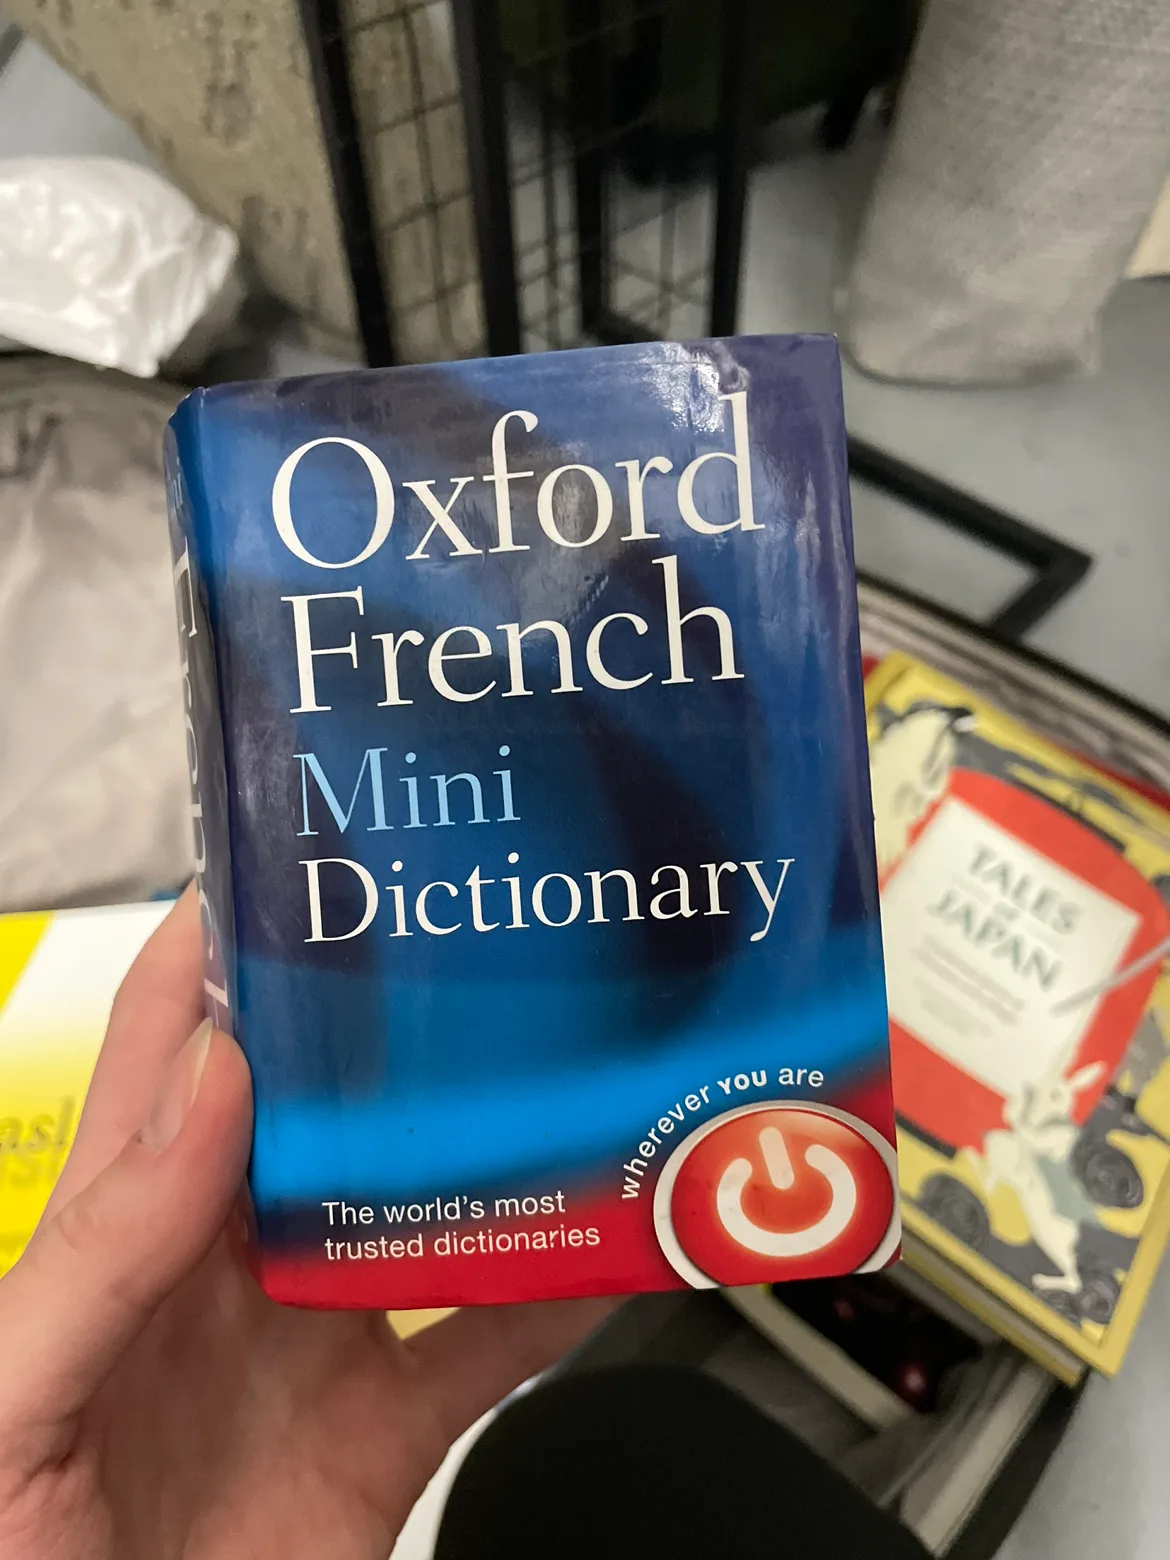 Oxford
French
Mini
Dictionary
wherever YOU are
The world's most
trusted dictionaries
TALES
of
JAPAN